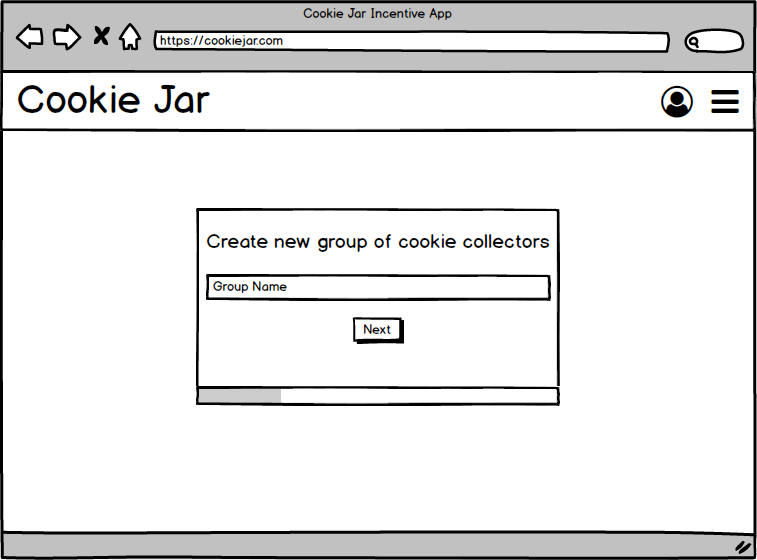 Cookie Jar Incentive App
https://cookiejar.com
Cookie Jar
Create new group of cookie collectors
Group Name
Next